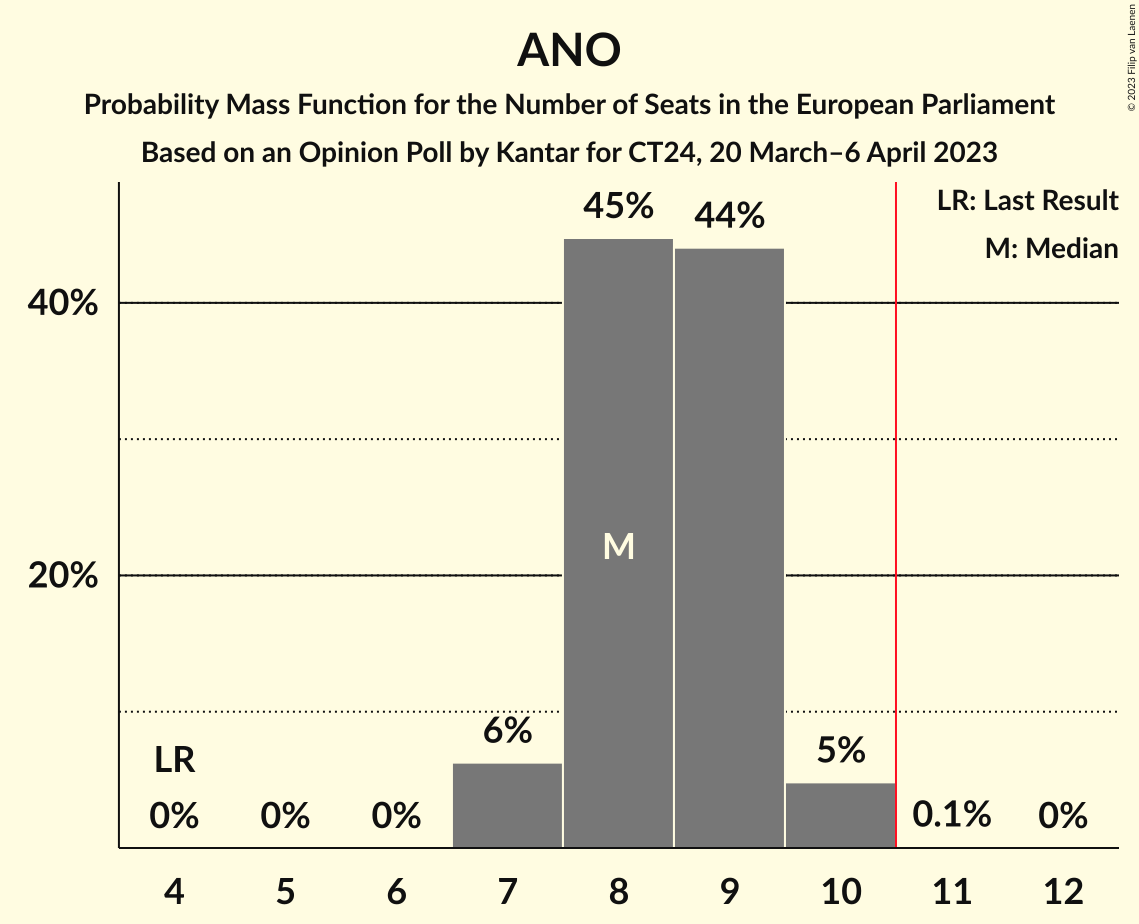 ANO
Probability Mass Function for the Number of Seats in the European Parliament
Based on an Opinion Poll by Kantar for CT24, 20 March–6 April 2023
© 2023 Filip van Laenen
LR: Last Result
M: Median
40%
20%
45%
44%
M
6%
5%
LR
0%
0%
0%
0.1%
0%
4
5
6
7
8
9
10
11
12